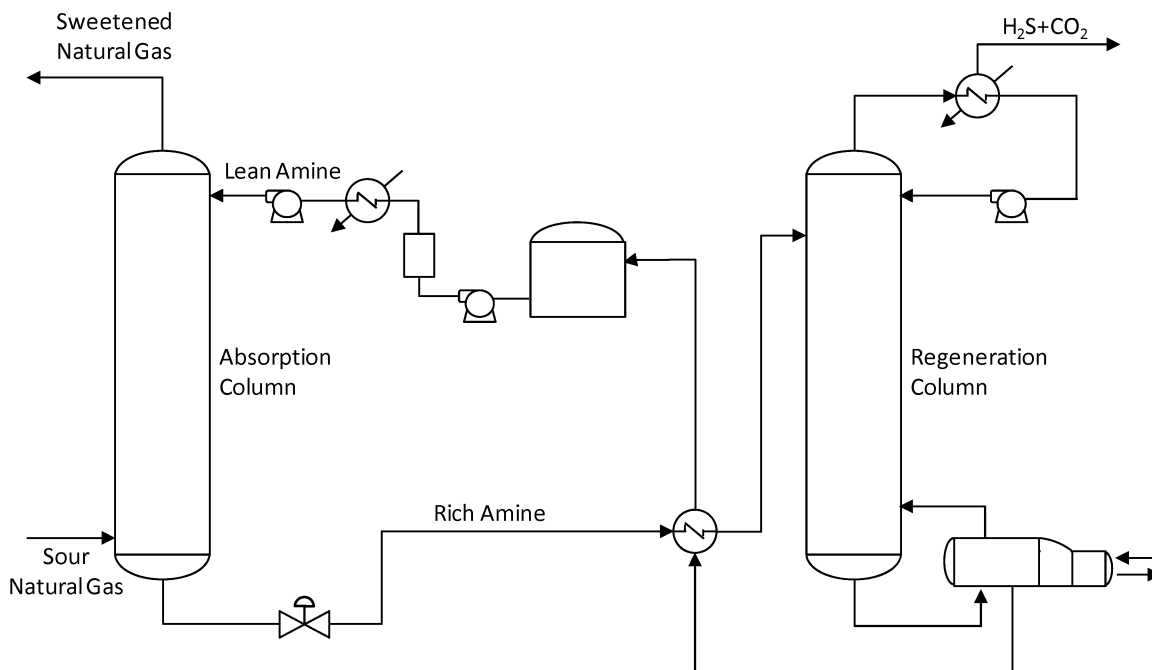 Sweetened
Natural Gas
H₂S+CO₂
Lean Amine
Absorption
Column
Regeneration
Column
Rich Amine
Sour
Natural Gas